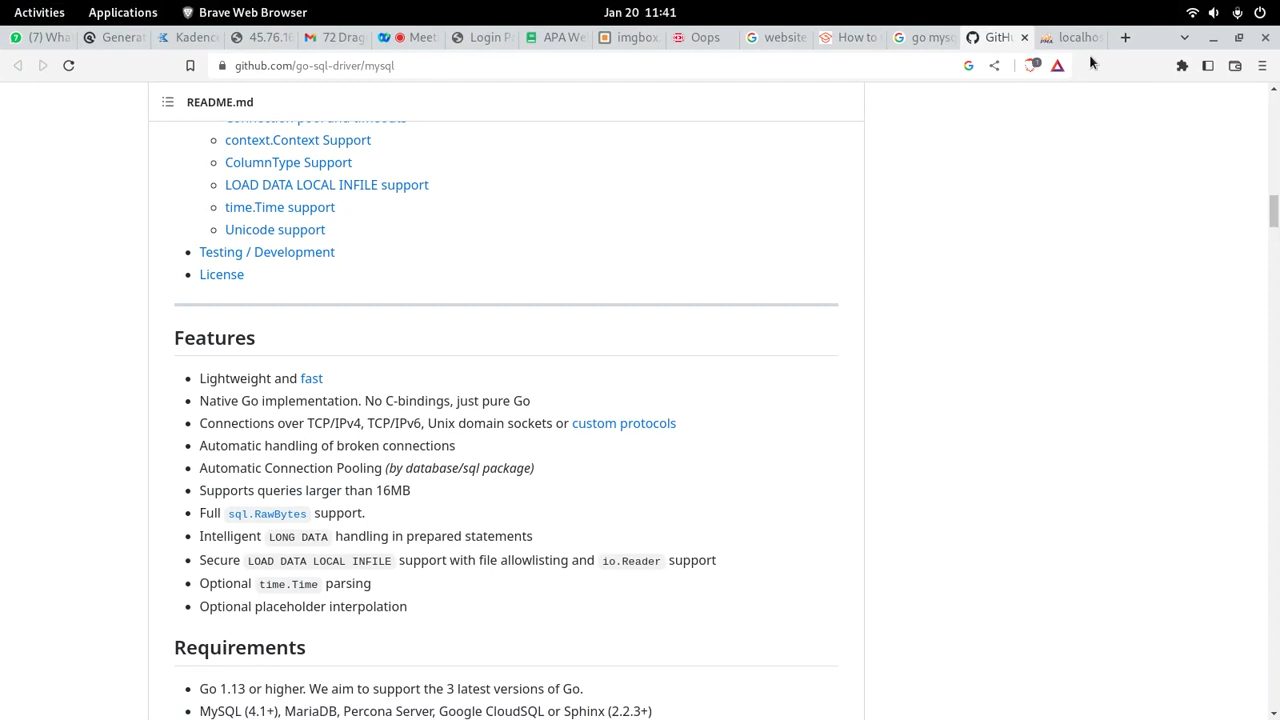 Activities Applications Brave Web Browser Jan 20 11:41
(7) Wha Genera Kadenc 45.76.16 72 Drag Meet Login P APA We imgbox Oops website How to go mysq GitHu localhos
github.com/go-sql-driver/mysql 1
README.md
Connection pool and timeouts
context.Context Support
ColumnType Support
LOAD DATA LOCAL INFILE support
time.Time support
Unicode support
Testing / Development
License
Features
Lightweight and fast
Native Go implementation. No C-bindings, just pure Go
Connections over TCP/IPv4, TCP/IPv6, Unix domain sockets or custom protocols
Automatic handling of broken connections
Automatic Connection Pooling (by database/sql package)
Supports queries larger than 16MB
Full sql.RawBytes support.
Intelligent LONG DATA handling in prepared statements
Secure LOAD DATA LOCAL INFILE support with file allowlisting and io.Reader support
Optional time.Time parsing
Optional placeholder interpolation
Requirements
Go 1.13 or higher. We aim to support the 3 latest versions of Go.
MySQL (4.1+), MariaDB, Percona Server, Google CloudSQL or Sphinx (2.2.3+)